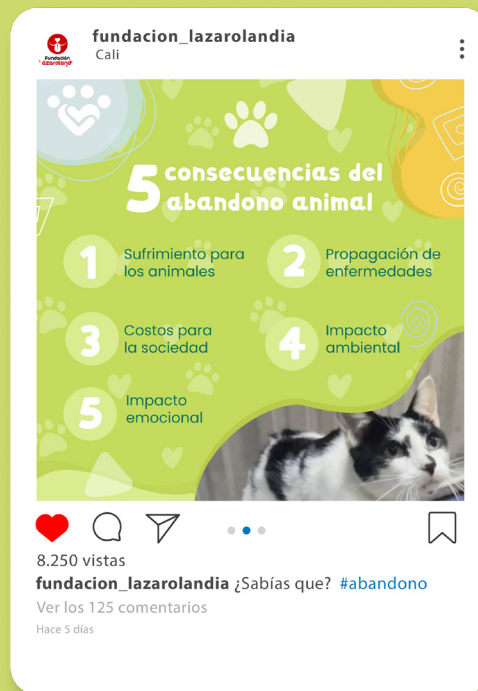 fundacion_lazarolandia
Cali
Fundación
5 consecuencias del
abandono animal
1 Sufrimiento para
los animales
2 Propagación de
enfermedades
3 Costos para
la sociedad
4 Impacto
ambiental
5 Impacto
emocional
8.250 vistas
fundacion_lazarolandia ¿Sabías que? #abandono
Ver los 125 comentarios
Hace 5 días